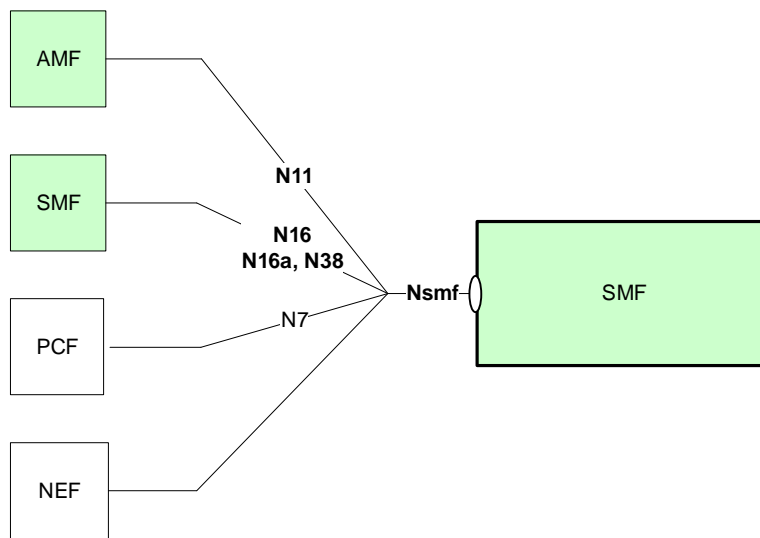 AMF
N11
SMF
N16
N16a, N38
Nsmf
SMF
PCF
N7
NEF